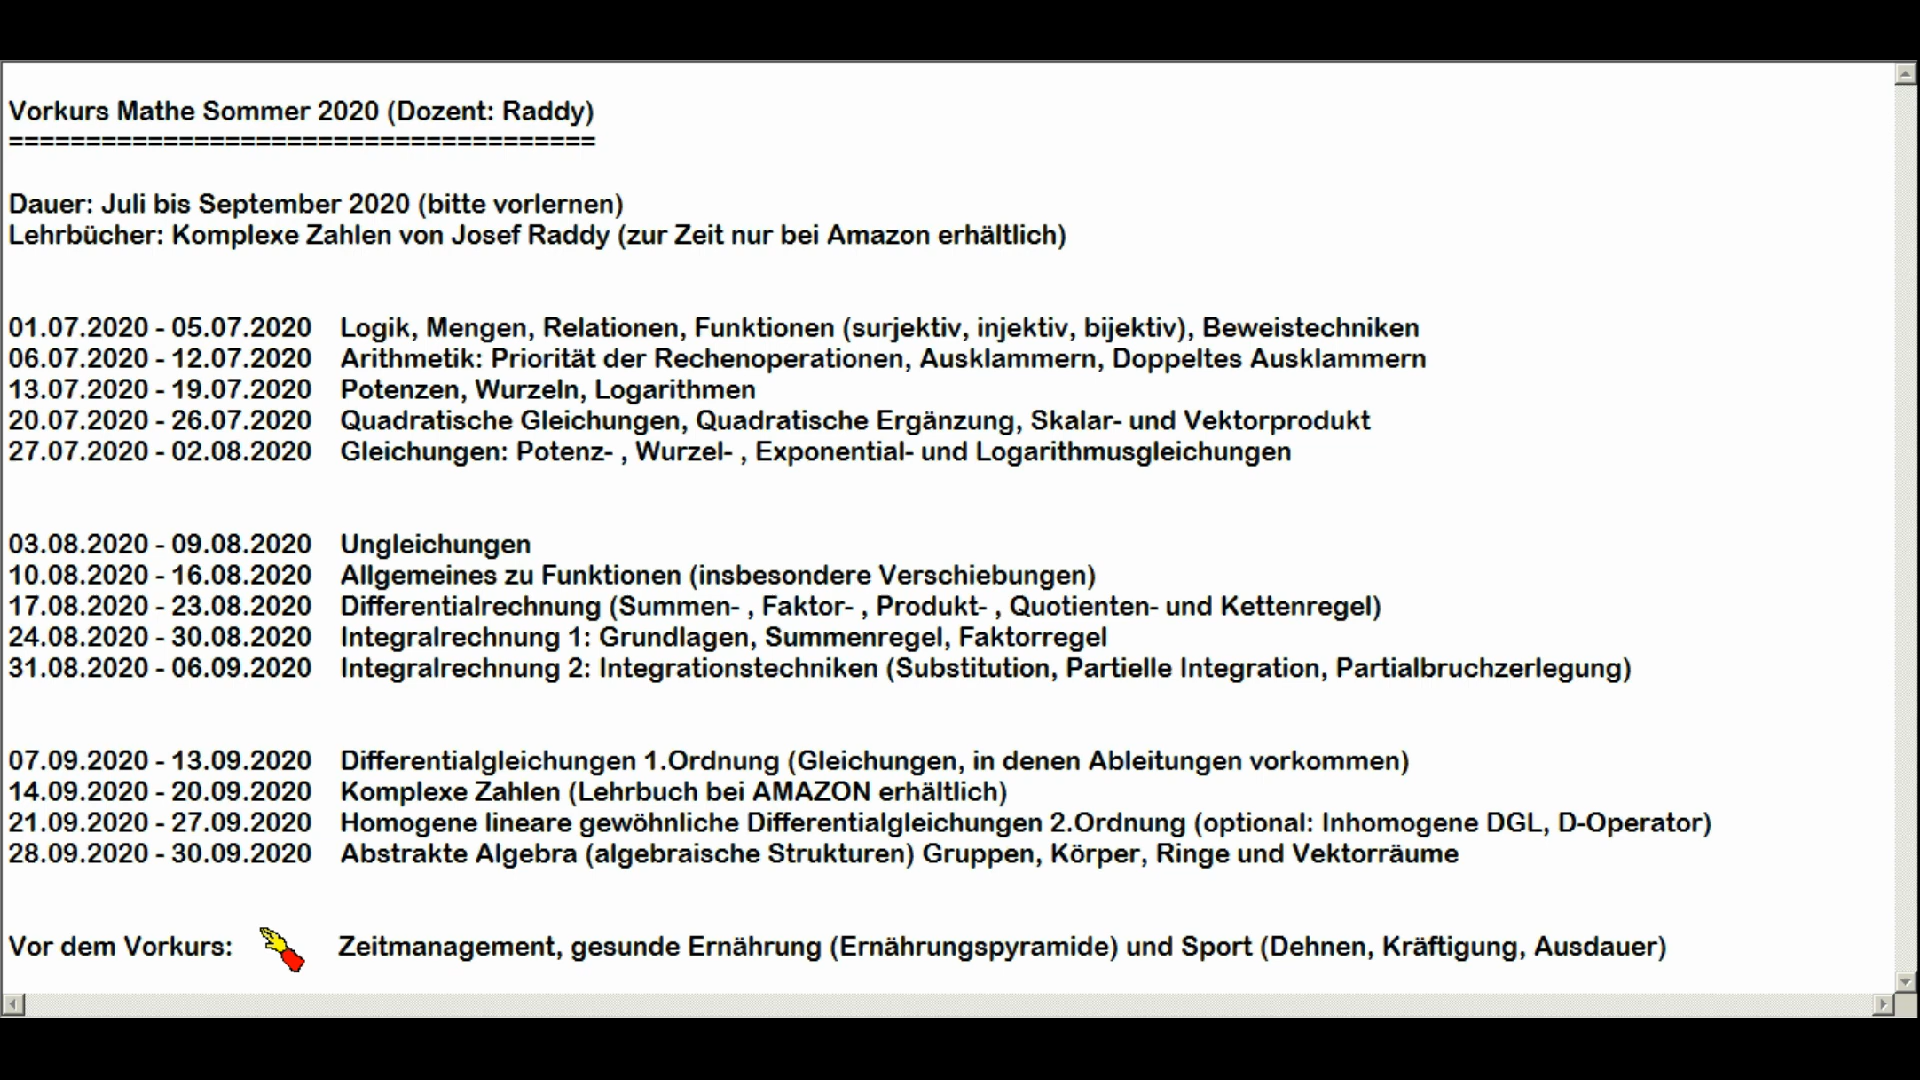 Vorkurs Mathe Sommer 2020 (Dozent: Raddy)
======================================
Dauer: Juli bis September 2020 (bitte vorlernen)
Lehrbücher: Komplexe Zahlen von Josef Raddy (zur Zeit nur bei Amazon erhältlich)
01.07.2020 - 05.07.2020 Logik, Mengen, Relationen, Funktionen (surjektiv, injektiv, bijektiv), Beweistechniken
06.07.2020 - 12.07.2020 Arithmetik: Priorität der Rechenoperationen, Ausklammern, Doppeltes Ausklammern
13.07.2020 - 19.07.2020 Potenzen, Wurzeln, Logarithmen
20.07.2020 - 26.07.2020 Quadratische Gleichungen, Quadratische Ergänzung, Skalar- und Vektorprodukt
27.07.2020 - 02.08.2020 Gleichungen: Potenz- , Wurzel- , Exponential- und Logarithmusgleichungen
03.08.2020 - 09.08.2020 Ungleichungen
10.08.2020 - 16.08.2020 Allgemeines zu Funktionen (insbesondere Verschiebungen)
17.08.2020 - 23.08.2020 Differentialrechnung (Summen- , Faktor- , Produkt- , Quotienten- und Kettenregel)
24.08.2020 - 30.08.2020 Integralrechnung 1: Grundlagen, Summenregel, Faktorregel
31.08.2020 - 06.09.2020 Integralrechnung 2: Integrationstechniken (Substitution, Partielle Integration, Partialbruchzerlegung)
07.09.2020 - 13.09.2020 Differentialgleichungen 1.Ordnung (Gleichungen, in denen Ableitungen vorkommen)
14.09.2020 - 20.09.2020 Komplexe Zahlen (Lehrbuch bei AMAZON erhältlich)
21.09.2020 - 27.09.2020 Homogene lineare gewöhnliche Differentialgleichungen 2.Ordnung (optional: Inhomogene DGL, D-Operator)
28.09.2020 - 30.09.2020 Abstrakte Algebra (algebraische Strukturen) Gruppen, Körper, Ringe und Vektorräume
Vor dem Vorkurs: Zeitmanagement, gesunde Ernährung (Ernährungspyramide) und Sport (Dehnen, Kräftigung, Ausdauer)